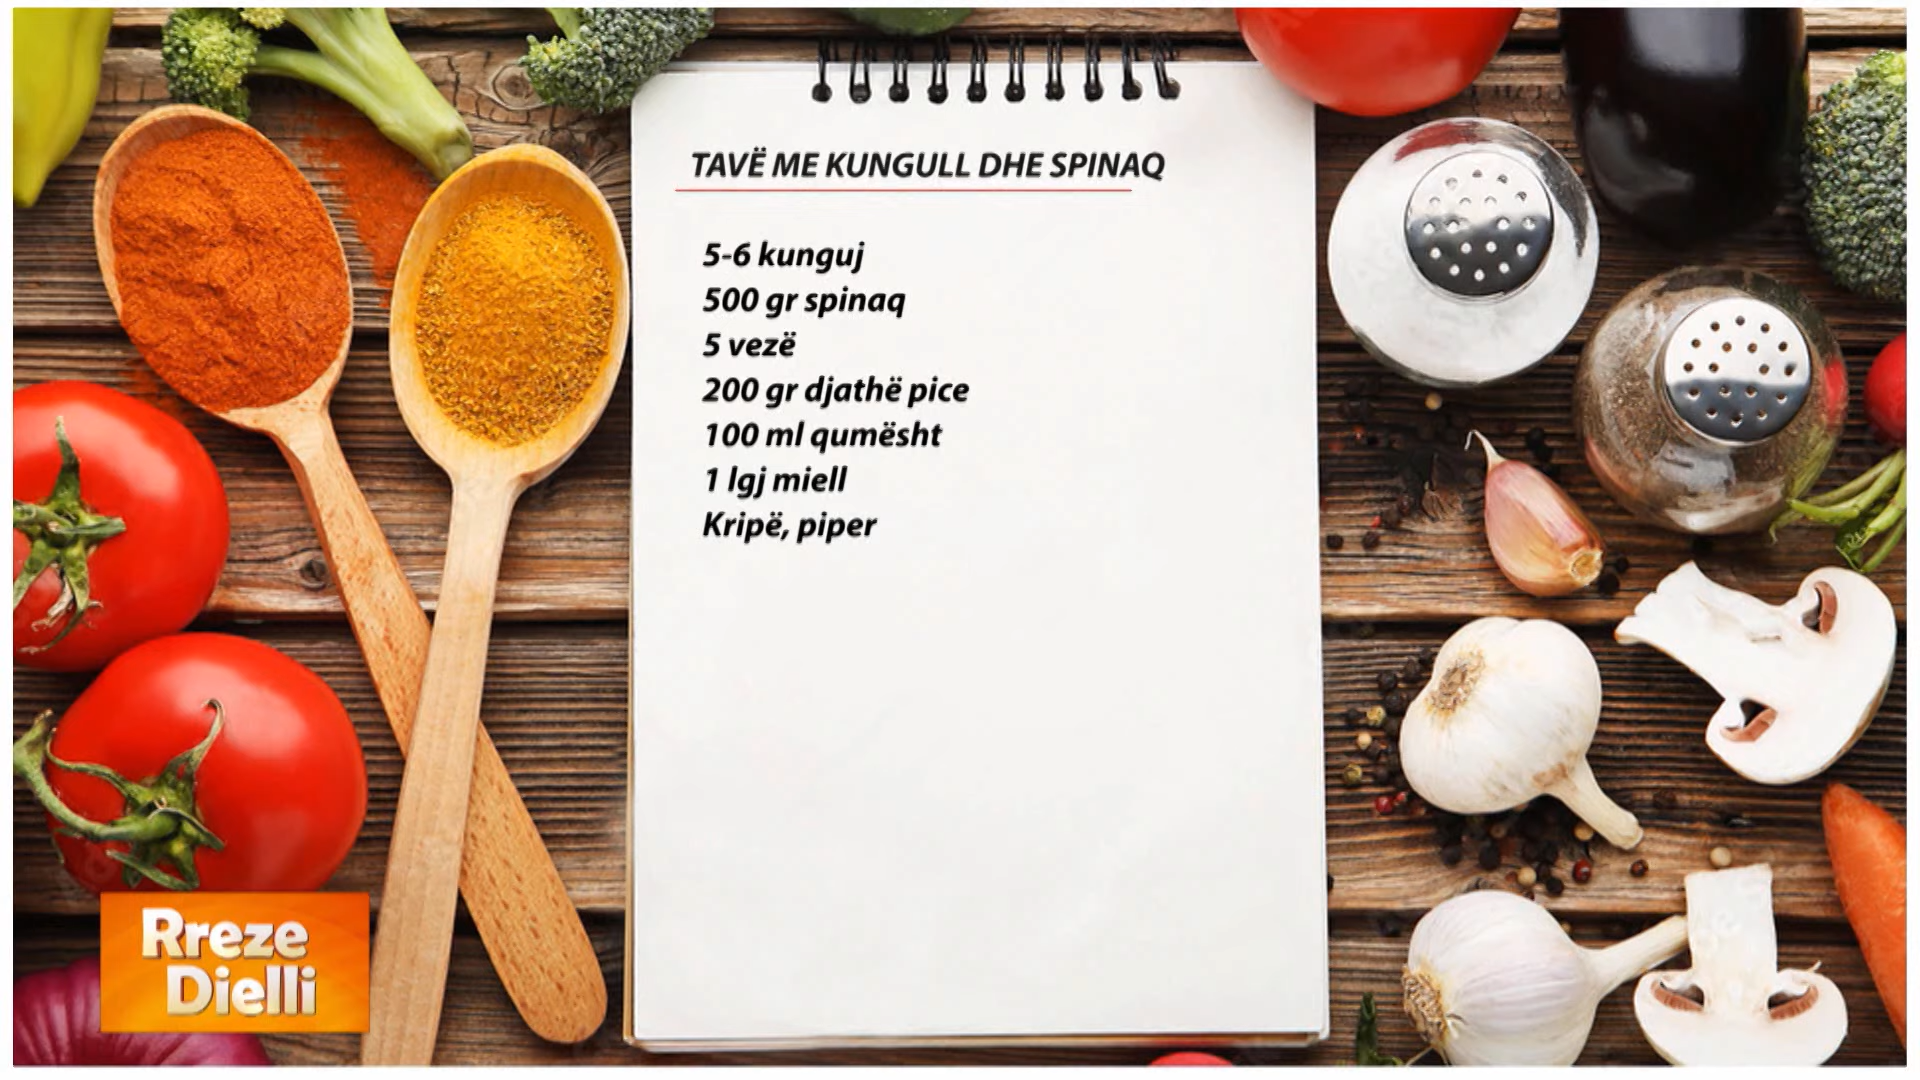 TAVË ME KUNGULL DHE SPINAQ
5-6 kunguj
500 gr spinaq
5 vezë
200 gr djathë pice
100 ml qumësht
1 lgj miell
Kripë, piper
Rreze
Dielli